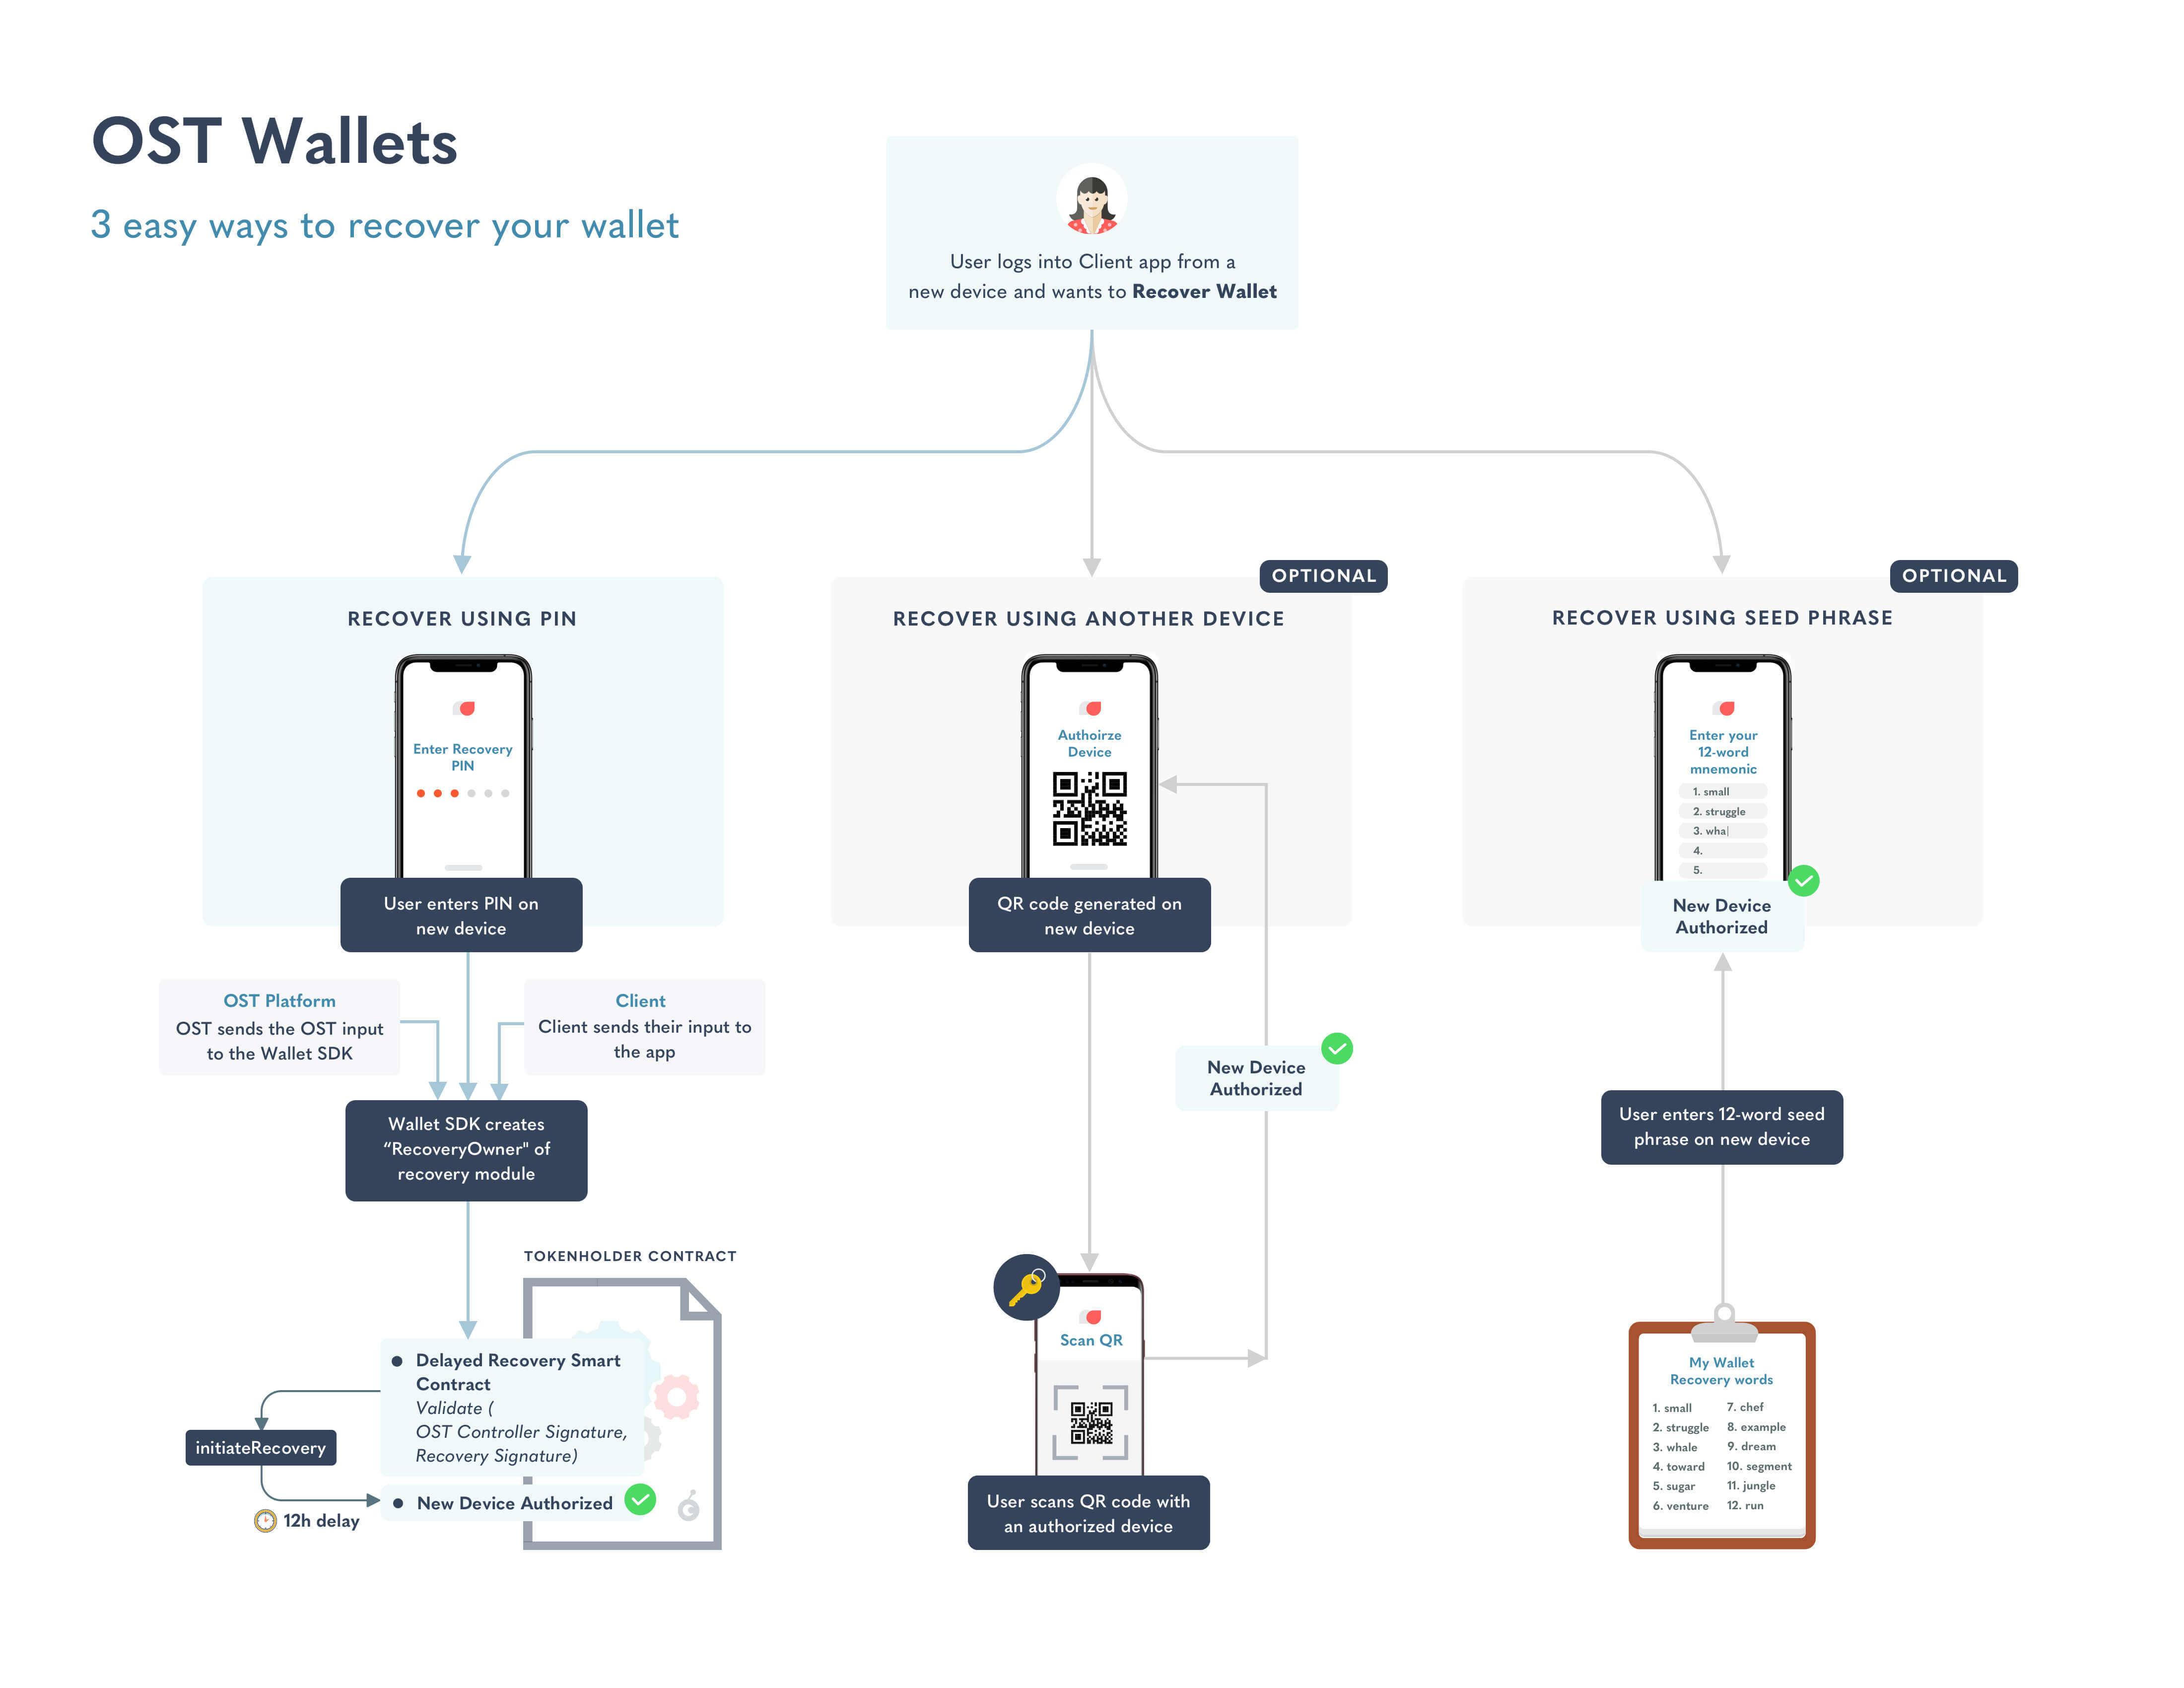 OST Wallets
3 easy ways to recover your wallet
User logs into Client app from a
new device and wants to Recover Wallet
RECOVER USING PIN
Enter Recovery
PIN
User enters PIN on
new device
OST Platform
OST sends the OST input
to the Wallet SDK
Client
Client sends their input to
the app
Wallet SDK creates
“RecoveryOwner" of
recovery module
TOKENHOLDER CONTRACT
Delayed Recovery Smart
Contract
Validate (
OST Controller Signature,
Recovery Signature)
initiateRecovery
12h delay
New Device Authorized
OPTIONAL
RECOVER USING ANOTHER DEVICE
Authoirze
Device
QR code generated on
new device
New Device
Authorized
Scan QR
User scans QR code with
an authorized device
OPTIONAL
RECOVER USING SEED PHRASE
Enter your
12-word
mnemonic
1. small
2. struggle
3. wha
4.
5.
New Device
Authorized
User enters 12-word seed
phrase on new device
My Wallet
Recovery words
1. small
2. struggle
3. whale
4. toward
5. sugar
6. venture
7. chef
8. example
9. dream
10. segment
11. jungle
12. run